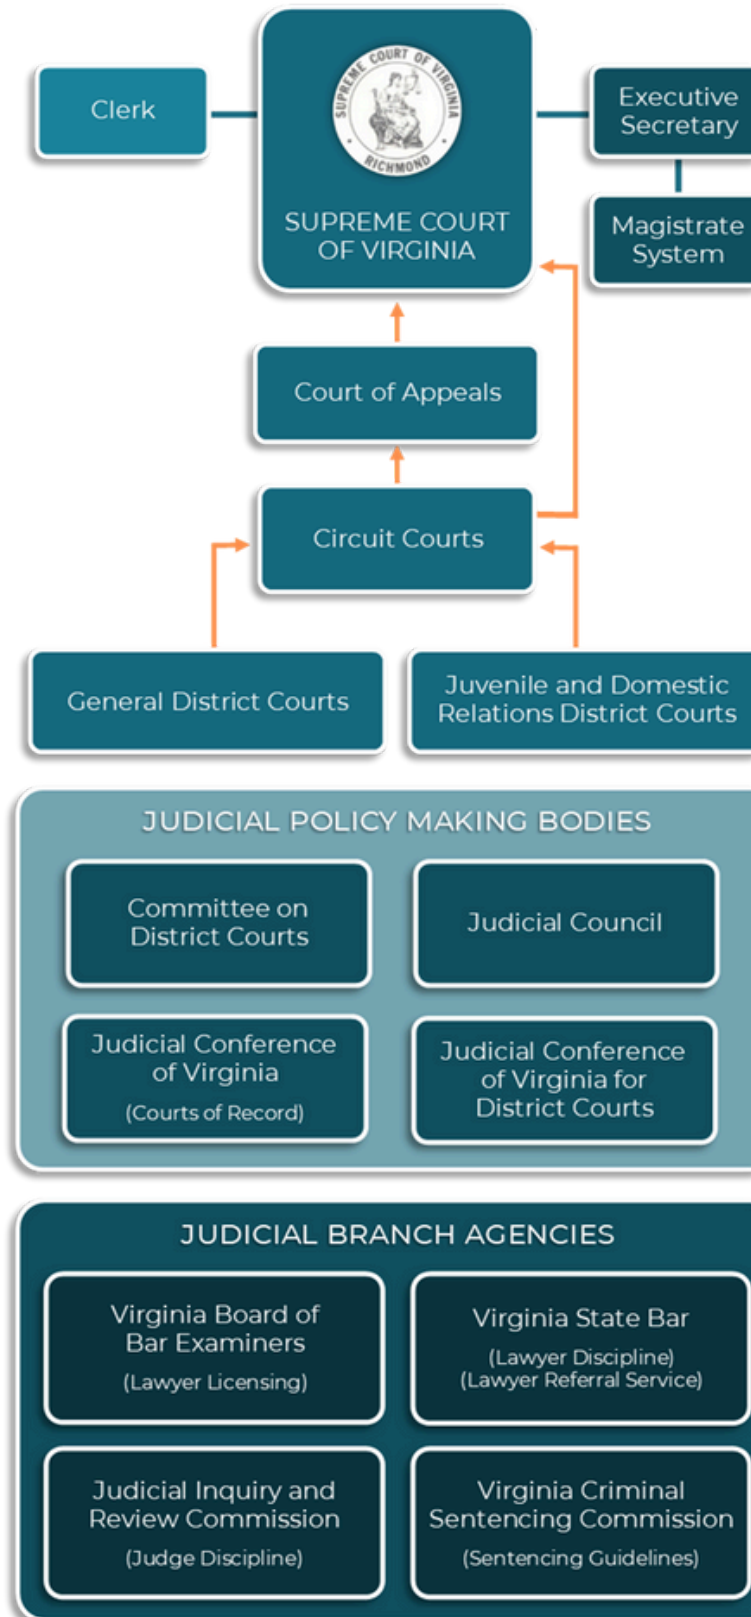 Clerk
SUPREME COURT OF VIRGINIA
RICHMOND
SUPREME COURT
OF VIRGINIA
Executive
Secretary
Magistrate
System
Court of Appeals
Circuit Courts
General District Courts
Juvenile and Domestic
Relations District Courts
JUDICIAL POLICY MAKING BODIES
Committee on
District Courts
Judicial Council
Judicial Conference
of Virginia
(Courts of Record)
Judicial Conference
of Virginia for
District Courts
JUDICIAL BRANCH AGENCIES
Virginia Board of
Bar Examiners
(Lawyer Licensing)
Virginia State Bar
(Lawyer Discipline)
(Lawyer Referral Service)
Judicial Inquiry and
Review Commission
(Judge Discipline)
Virginia Criminal
Sentencing Commission
(Sentencing Guidelines)